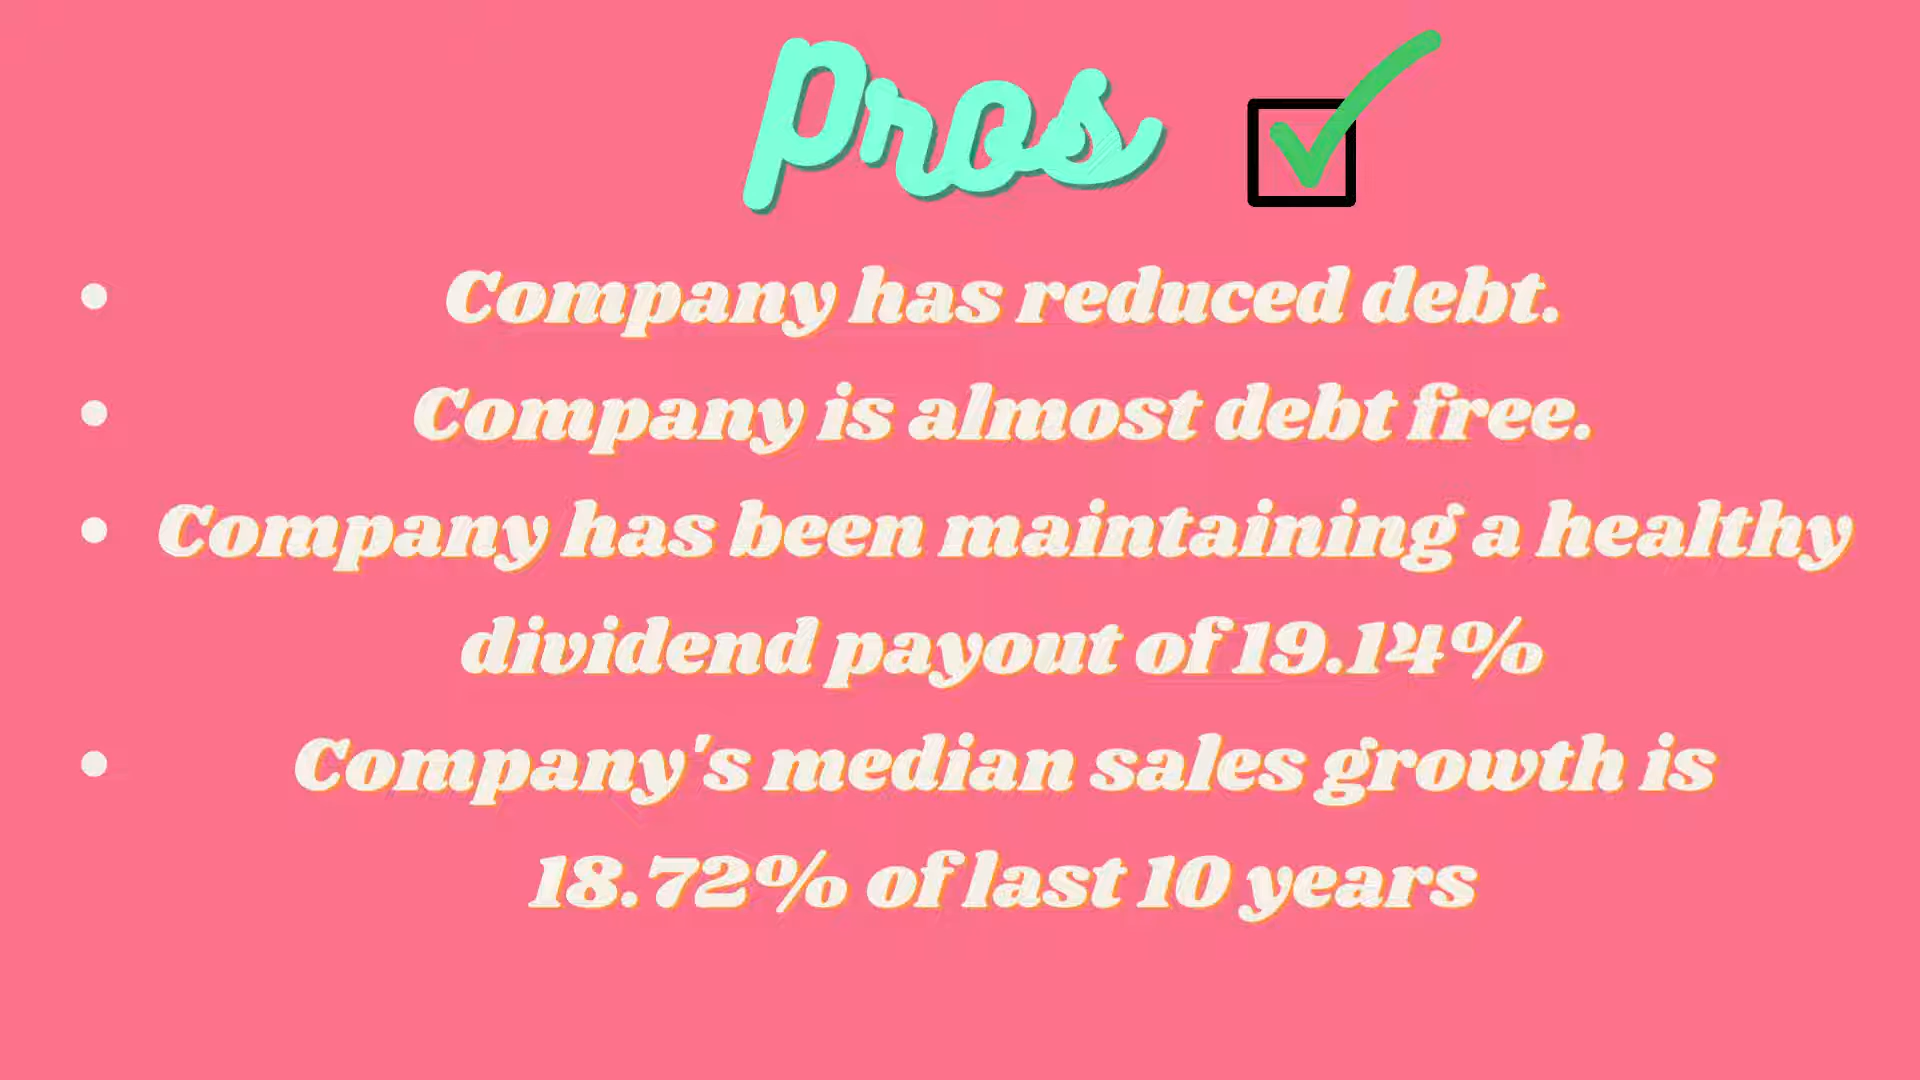 Pros
• Company has reduced debt.
• Company is almost debt free.
• Company has been maintaining a healthy
dividend payout of 19.14%
• Company's median sales growth is
18.72% of last 10 years